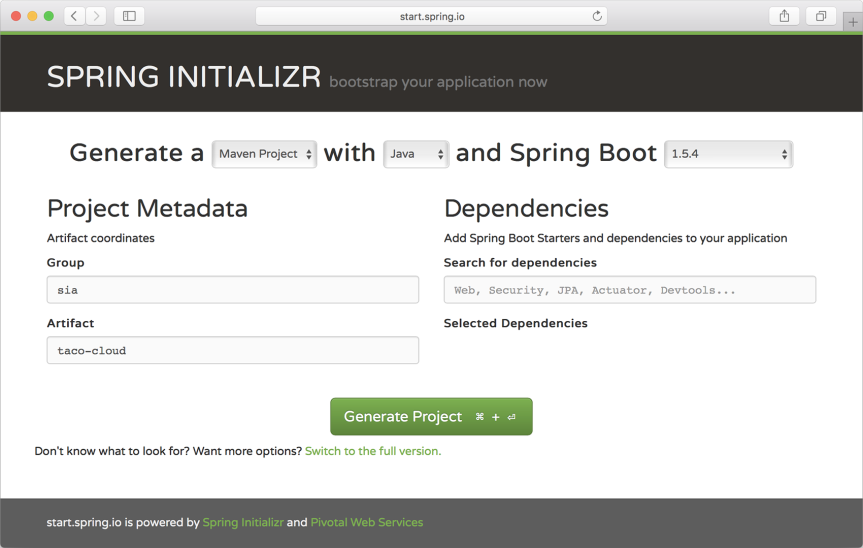 start.spring.io
SPRING INITIALIZR bootstrap your application now
Generate a Maven Project with Java and Spring Boot 1.5.4
Project Metadata
Artifact coordinates
Group
sia
Artifact
taco-cloud
Dependencies
Add Spring Boot Starters and dependencies to your application
Search for dependencies
Web, Security, JPA, Actuator, Devtools...
Selected Dependencies
Generate Project ⌘ + ⏎
Don't know what to look for? Want more options? Switch to the full version.
start.spring.io is powered by Spring Initializr and Pivotal Web Services